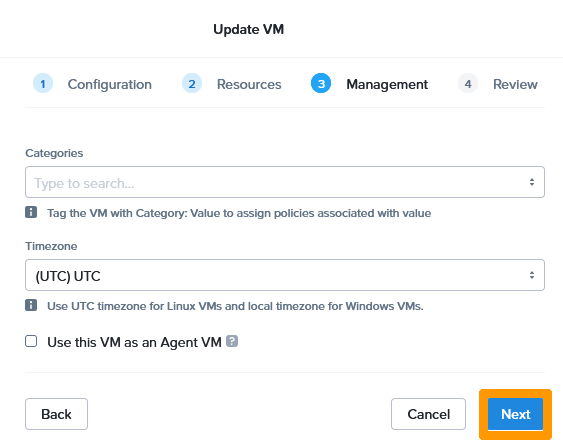 Update VM
1 Configuration 2 Resources 3 Management 4 Review
Categories
Type to search...
Tag the VM with Category: Value to assign policies associated with value
Timezone
(UTC) UTC
Use UTC timezone for Linux VMs and local timezone for Windows VMs.
Use this VM as an Agent VM ?
Back Cancel Next